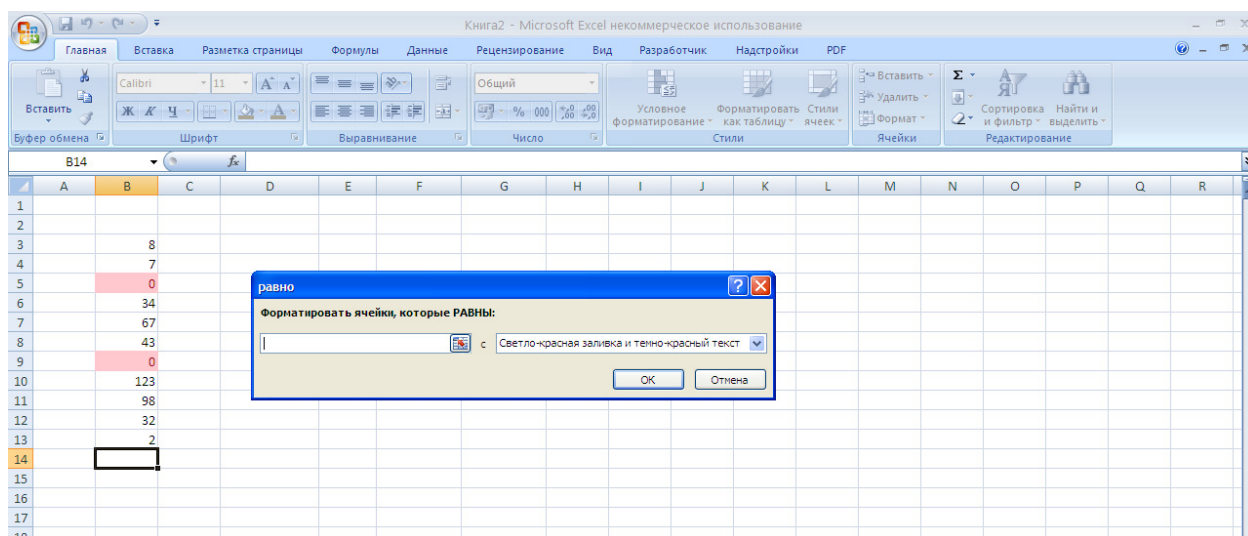 Книга2 - Microsoft Excel некоммерческое использование
Главная Вставка Разметка страницы Формулы Данные Рецензирование Вид Разработчик Надстройки PDF
Calibri 11 Общий Вставить Σ
Вставить Удалить
Условное форматирование Форматировать как таблицу Стили ячеек
Ж К Ч % 000 Формат Сортировка и фильтр Найти и выделить
Буфер обмена Шрифт Выравнивание Число Стили Ячейки Редактирование
B14 fx
A B C D E F G H I J K L M N O P Q R
1
2
3 8
4 7
5 0
6 34
7 67
8 43
9 0
10 123
11 98
12 32
13 2
14
15
16
17
18
равно
Форматировать ячейки, которые РАВНЫ:
с Светло-красная заливка и темно-красный текст
ОК Отмена